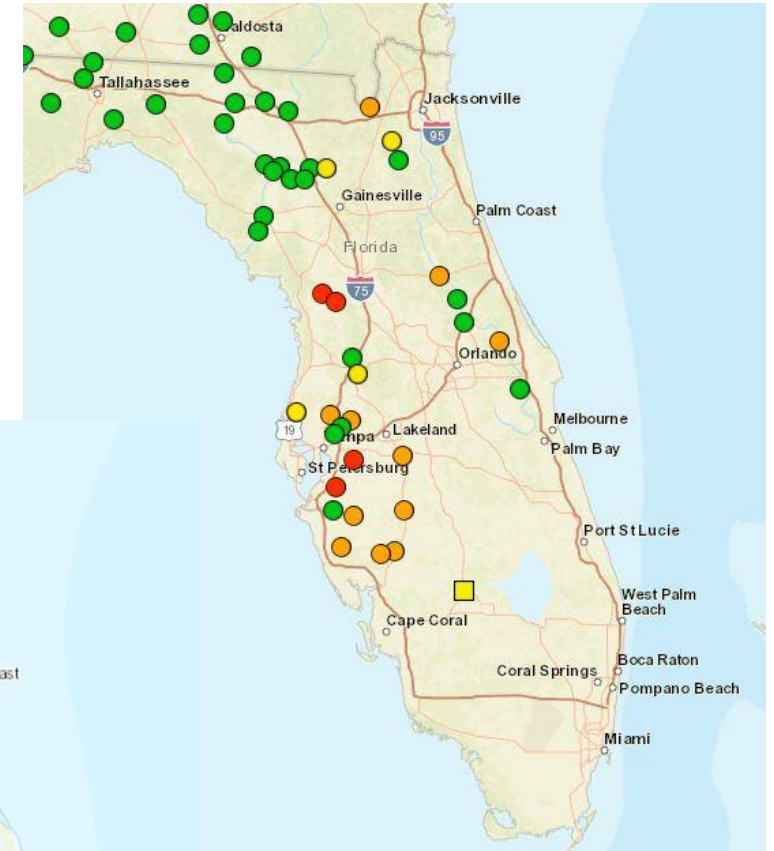 aldosta
Tallahassee
Jacksonville
95
Gainesville
Palm Coast
Florida
75
Orlando
Melbourne
19
mpa
Lakeland
Palm Bay
St Petersburg
Port St Lucie
West Palm
Beach
Cape Coral
ast
Coral Springs
Boca Raton
Pompano Beach
Miami